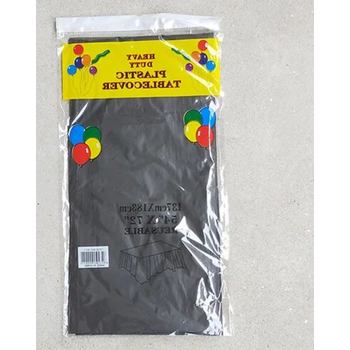 HEAVY
DUTY
PLASTIC
TABLECOVER
137cmX183cm
54"X 72"
REUSABLE